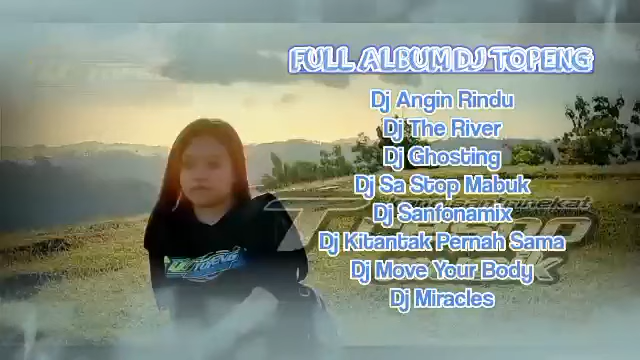 FULL ALBUM DJ TOPENG
Dj Angin Rindu
Dj The River
Dj Ghosting
Dj Sa Stop Mabuk
Dj Sanfonamix
Dj Kitantak Pernah Sama
Dj Move Your Body
Dj Miracles
TOPENG